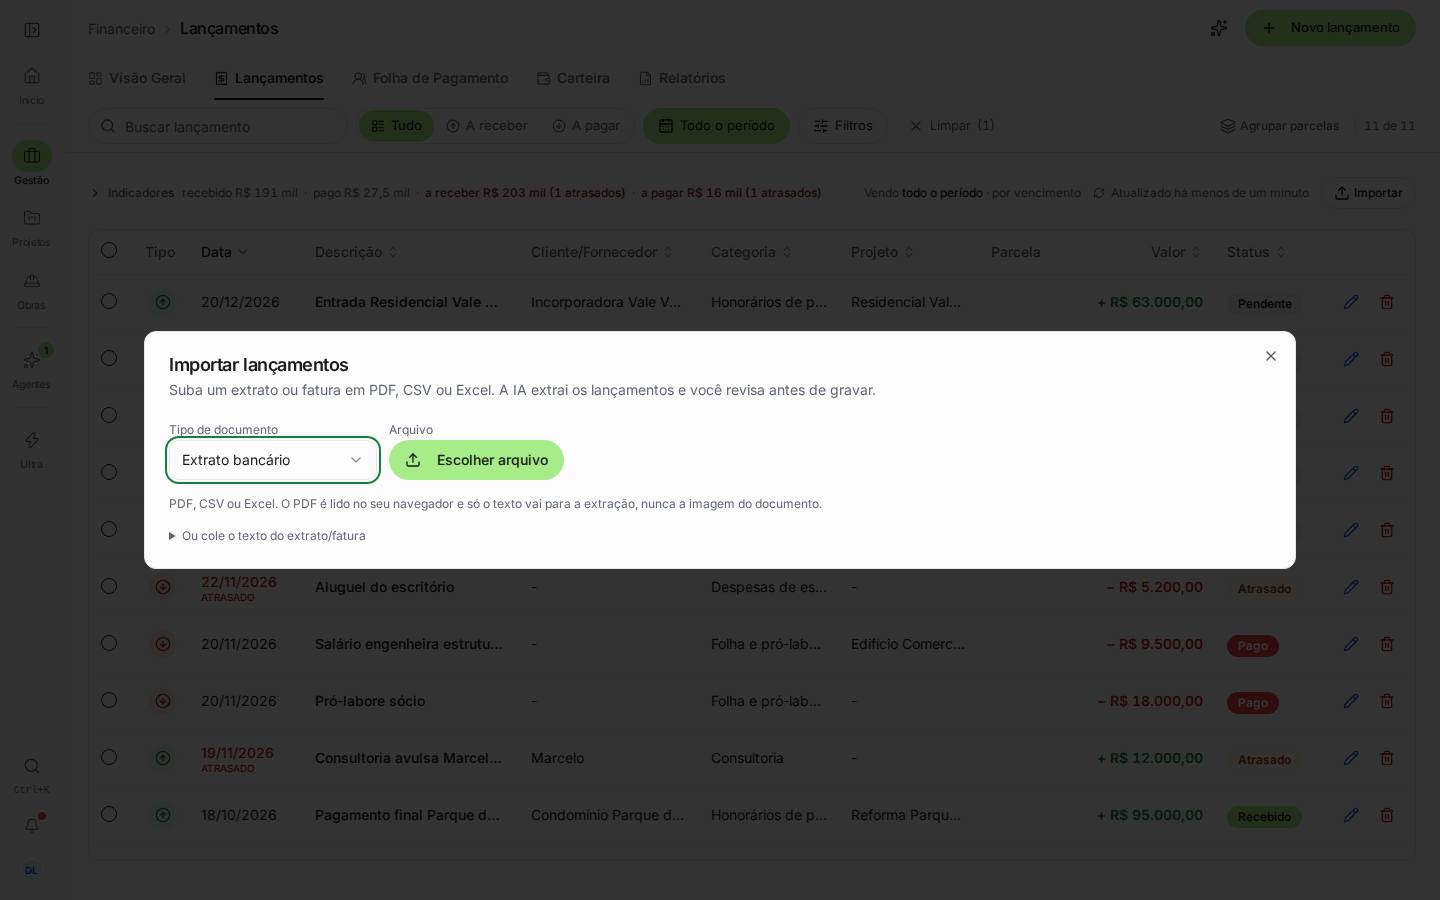 Financeiro > Lançamentos
Novo lançamento
Início
Gestão
Projetos
Obras
1
Agentes
Ultra
Ctrl+K
DL
Visão Geral
Lançamentos
Folha de Pagamento
Carteira
Relatórios
Buscar lançamento
Tudo
A receber
A pagar
Todo o período
Filtros
Limpar (1)
Agrupar parcelas
11 de 11
Indicadores recebido R$ 191 mil · pago R$ 27,5 mil · a receber R$ 203 mil (1 atrasados) · a pagar R$ 16 mil (1 atrasados)
Vendo todo o período · por vencimento
Atualizado há menos de um minuto
Importar
Tipo Data Descrição Cliente/Fornecedor Categoria Projeto Parcela Valor Status
20/12/2026 Entrada Residencial Vale ... Incorporadora Vale V... Honorários de p... Residencial Val... + R$ 63.000,00 Pendente
Importar lançamentos
Suba um extrato ou fatura em PDF, CSV ou Excel. A IA extrai os lançamentos e você revisa antes de gravar.
Tipo de documento
Arquivo
Extrato bancário
Escolher arquivo
PDF, CSV ou Excel. O PDF é lido no seu navegador e só o texto vai para a extração, nunca a imagem do documento.
Ou cole o texto do extrato/fatura
22/11/2026 Aluguel do escritório - Despesas de es... - − R$ 5.200,00 Atrasado
ATRASADO
20/11/2026 Salário engenheira estrutu... - Folha e pró-lab... Edifício Comerc... − R$ 9.500,00 Pago
20/11/2026 Pró-labore sócio - Folha e pró-lab... - − R$ 18.000,00 Pago
19/11/2026 Consultoria avulsa Marcel... Marcelo Consultoria - + R$ 12.000,00 Atrasado
ATRASADO
18/10/2026 Pagamento final Parque d... Condomínio Parque d... Honorários de p... Reforma Parqu... + R$ 95.000,00 Recebido